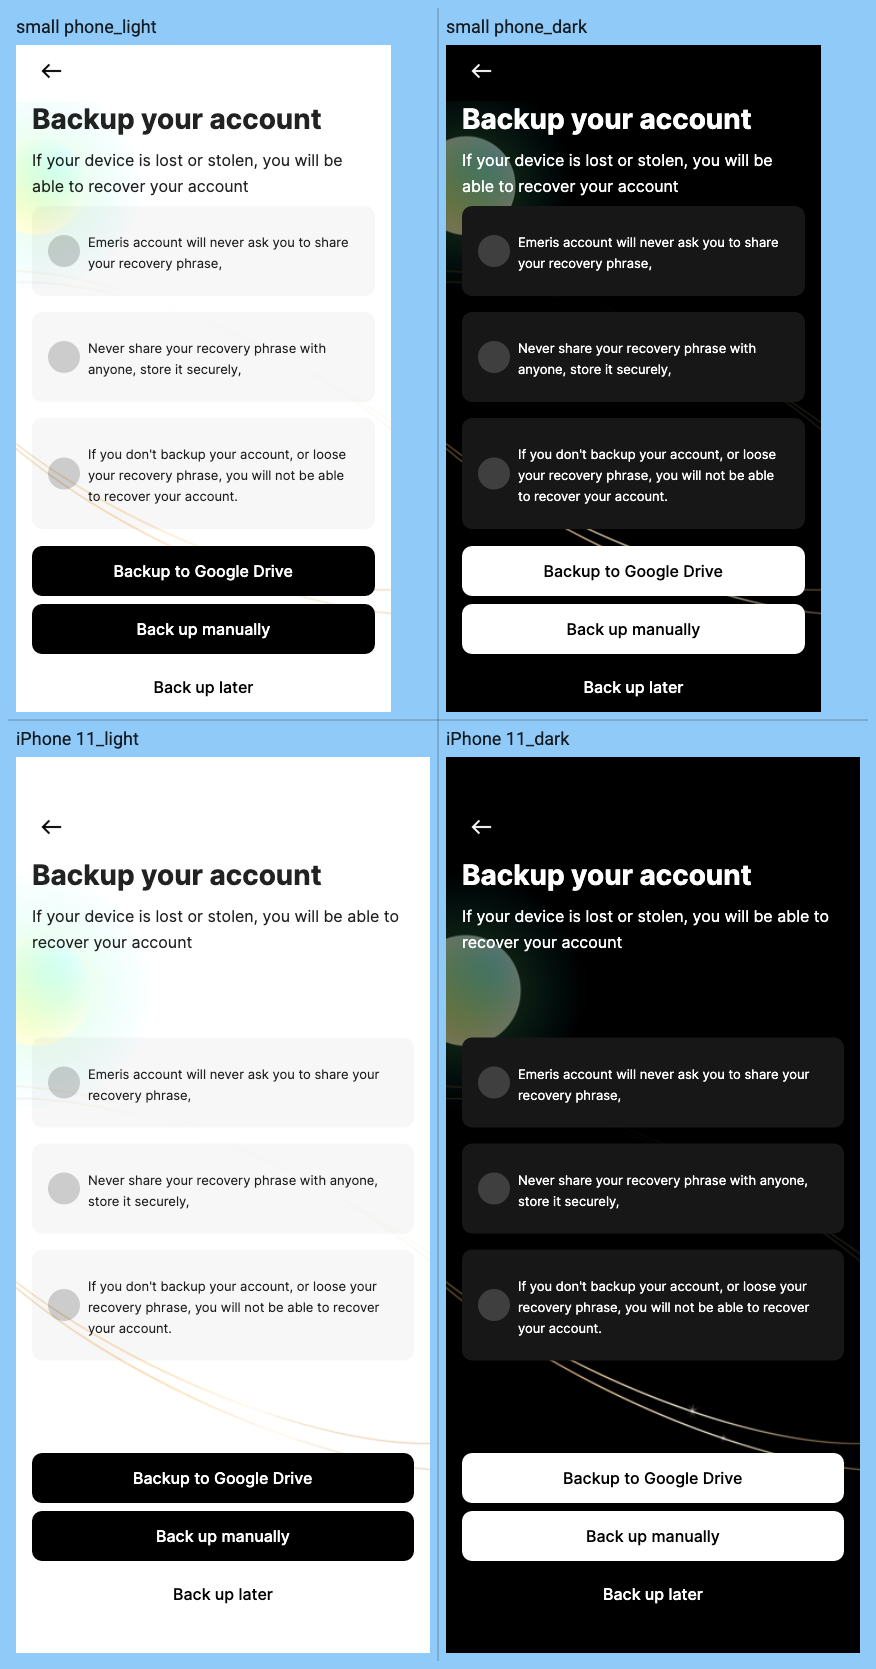 small phone_light
Backup your account
If your device is lost or stolen, you will be
able to recover your account
Emeris account will never ask you to share
your recovery phrase,
Never share your recovery phrase with
anyone, store it securely,
If you don't backup your account, or loose
your recovery phrase, you will not be able
to recover your account.
Backup to Google Drive
Back up manually
Back up later
small phone_dark
Backup your account
If your device is lost or stolen, you will be
able to recover your account
Emeris account will never ask you to share
your recovery phrase,
Never share your recovery phrase with
anyone, store it securely,
If you don't backup your account, or loose
your recovery phrase, you will not be able
to recover your account.
Backup to Google Drive
Back up manually
Back up later
iPhone 11_light
Backup your account
If your device is lost or stolen, you will be able to
recover your account
Emeris account will never ask you to share your
recovery phrase,
Never share your recovery phrase with anyone,
store it securely,
If you don't backup your account, or loose your
recovery phrase, you will not be able to recover
your account.
Backup to Google Drive
Back up manually
Back up later
iPhone 11_dark
Backup your account
If your device is lost or stolen, you will be able to
recover your account
Emeris account will never ask you to share your
recovery phrase,
Never share your recovery phrase with anyone,
store it securely,
If you don't backup your account, or loose your
recovery phrase, you will not be able to recover
your account.
Backup to Google Drive
Back up manually
Back up later